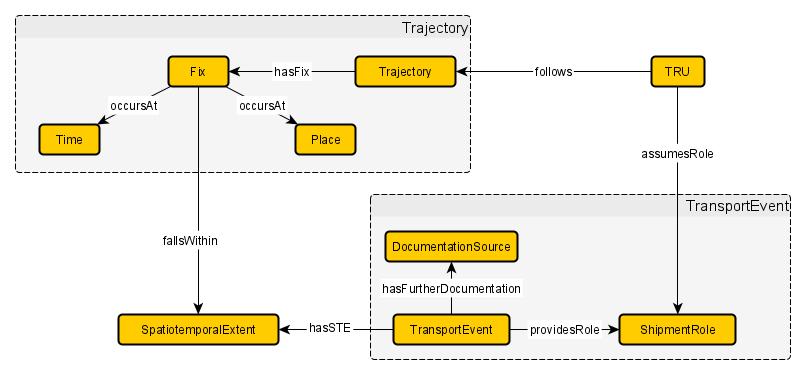 Trajectory
Fix
hasFix
Trajectory
follows
TRU
occursAt
occursAt
Time
Place
assumesRole
TransportEvent
fallsWithin
DocumentationSource
hasFurtherDocumentation
SpatiotemporalExtent
hasSTE
TransportEvent
providesRole
ShipmentRole